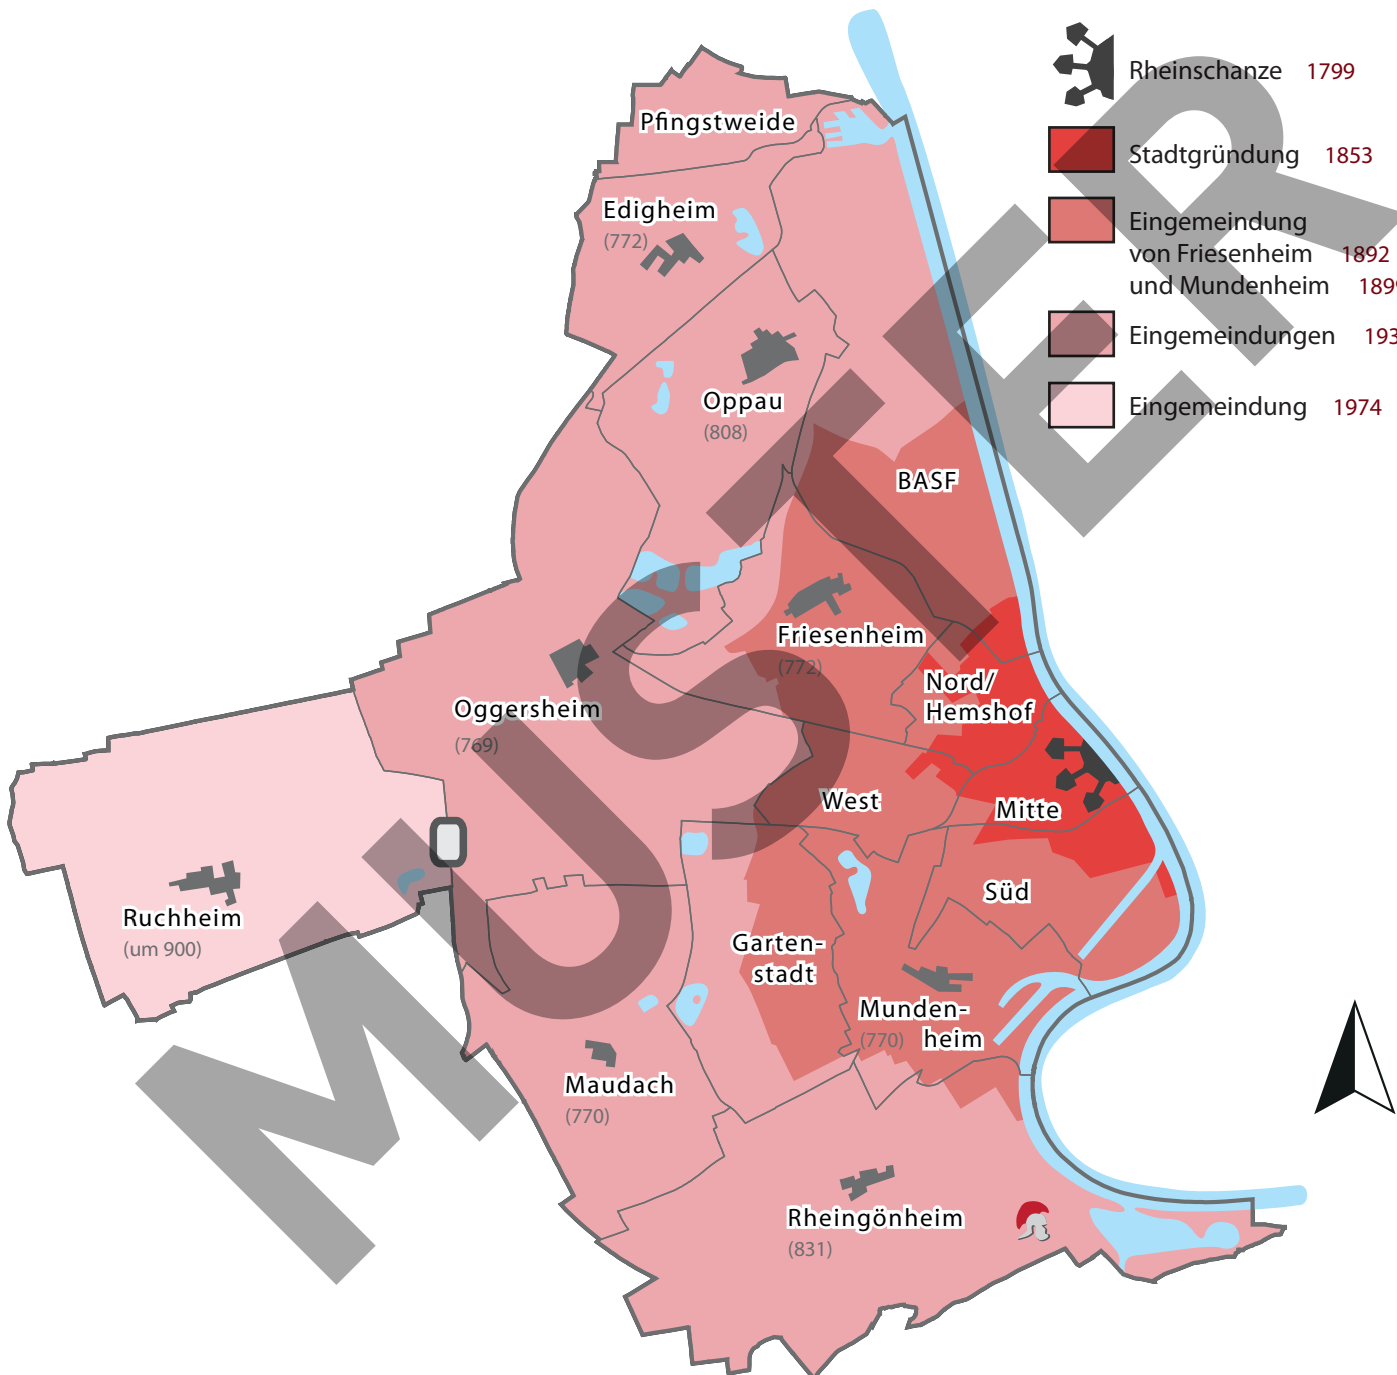 Rheinschanze 1799
Stadtgründung 1853
Eingemeindung
von Friesenheim 1892
und Mundenheim 189
Eingemeindungen 193
Eingemeindung 1974
Pfingstweide
Edigheim
(772)
Oppau
(808)
BASF
Friesenheim
(772)
Nord/
Hemshof
Oggersheim
(769)
West
Mitte
Süd
Ruchheim
(um 900)
Garten-
stadt
Munden-
heim
(770)
Maudach
(770)
Rheingönheim
(831)
MUSTER